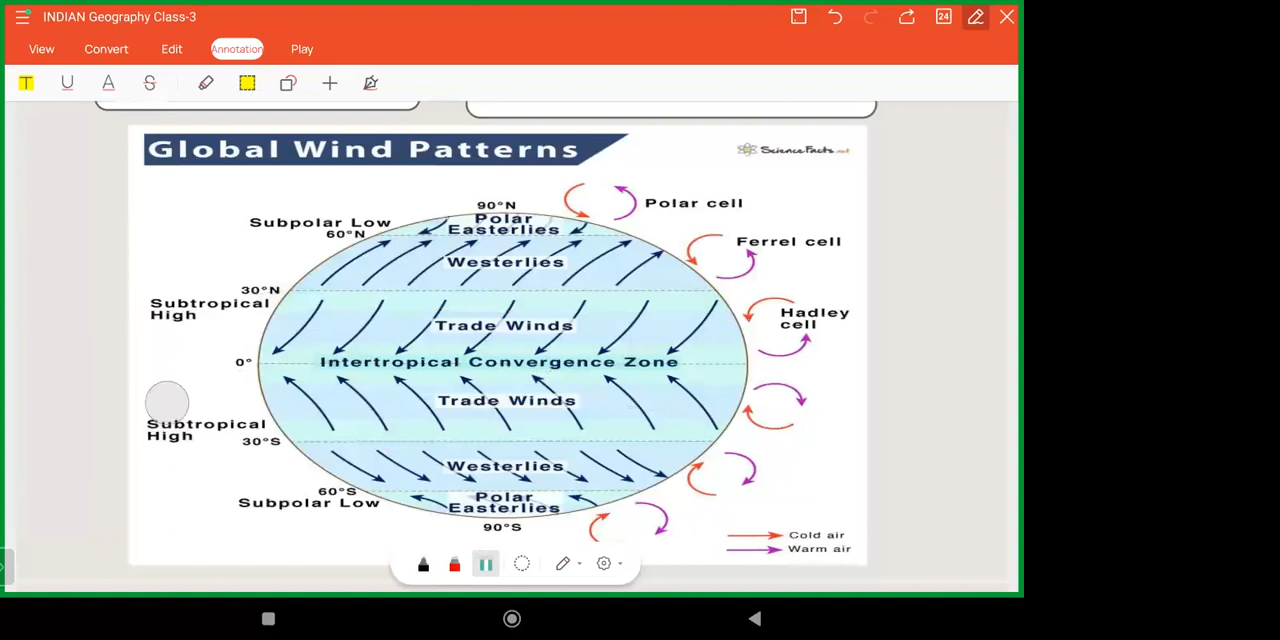 INDIAN Geography Class-3
24
View Convert Edit Annotation Play
T U A S
Global Wind Patterns
ScienceFacts.net
90°N
Polar cell
Subpolar Low
Polar
Easterlies
60°N
Ferrel cell
Westerlies
30°N
Subtropical
High
Hadley
cell
Trade Winds
0°
Intertropical Convergence Zone
Trade Winds
Subtropical
High
30°S
Westerlies
60°S
Subpolar Low
Polar
Easterlies
90°S
Cold air
Warm air